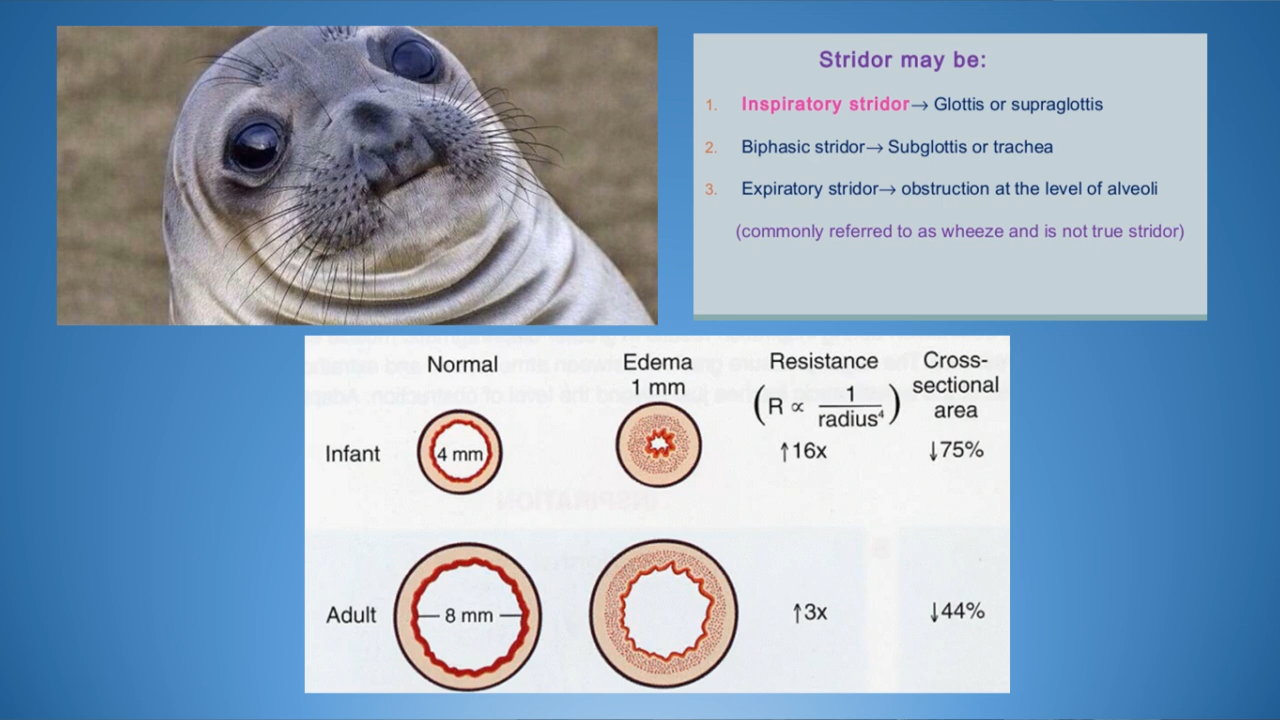 Stridor may be:
1. Inspiratory stridor→ Glottis or supraglottis
2. Biphasic stridor→ Subglottis or trachea
3. Expiratory stridor→ obstruction at the level of alveoli
(commonly referred to as wheeze and is not true stridor)
Normal
Edema
1 mm
Resistance
(R ∝ 1/radius⁴)
Cross-
sectional
area
Infant
4 mm
↑16x
↓75%
Adult
8 mm
↑3x
↓44%